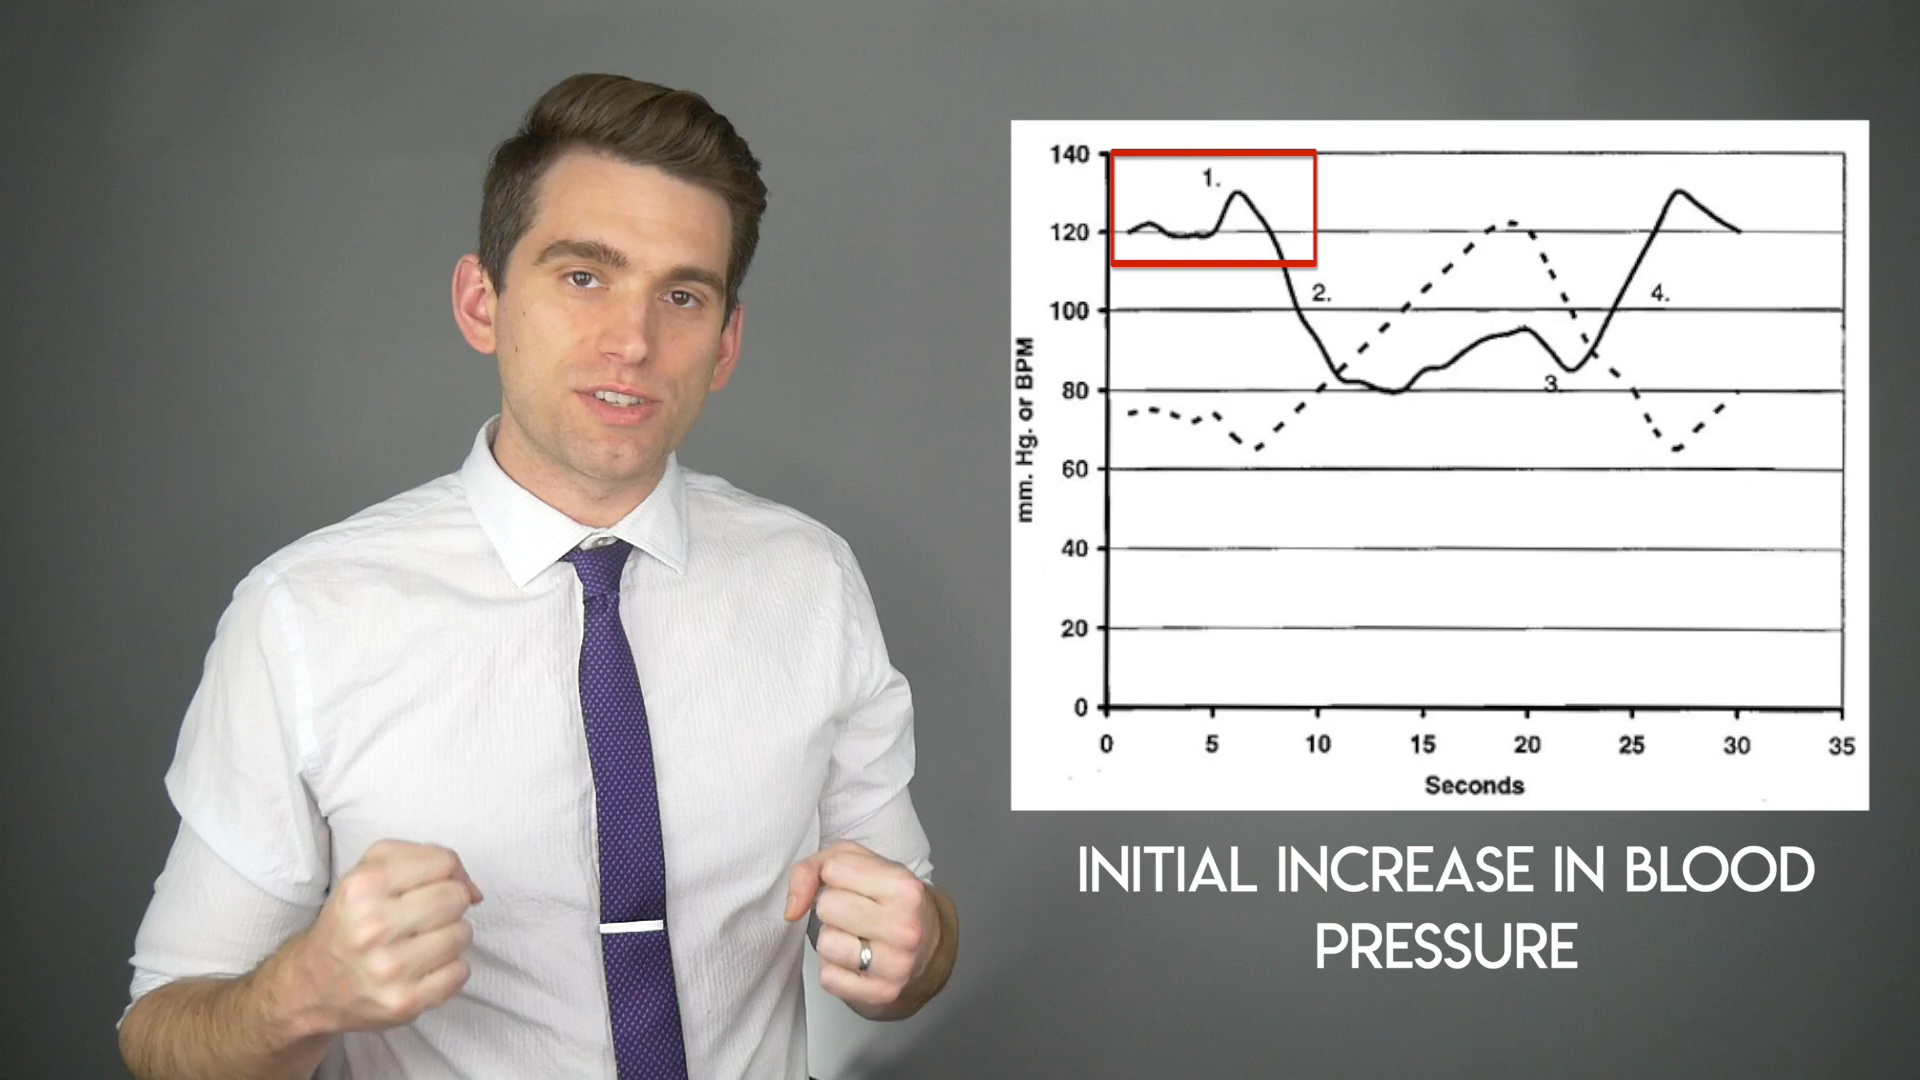 140
1.
120
2.
4.
100
mm. Hg. or BPM
3.
80
60
40
20
0
0 5 10 15 20 25 30 35
Seconds
INITIAL INCREASE IN BLOOD
PRESSURE